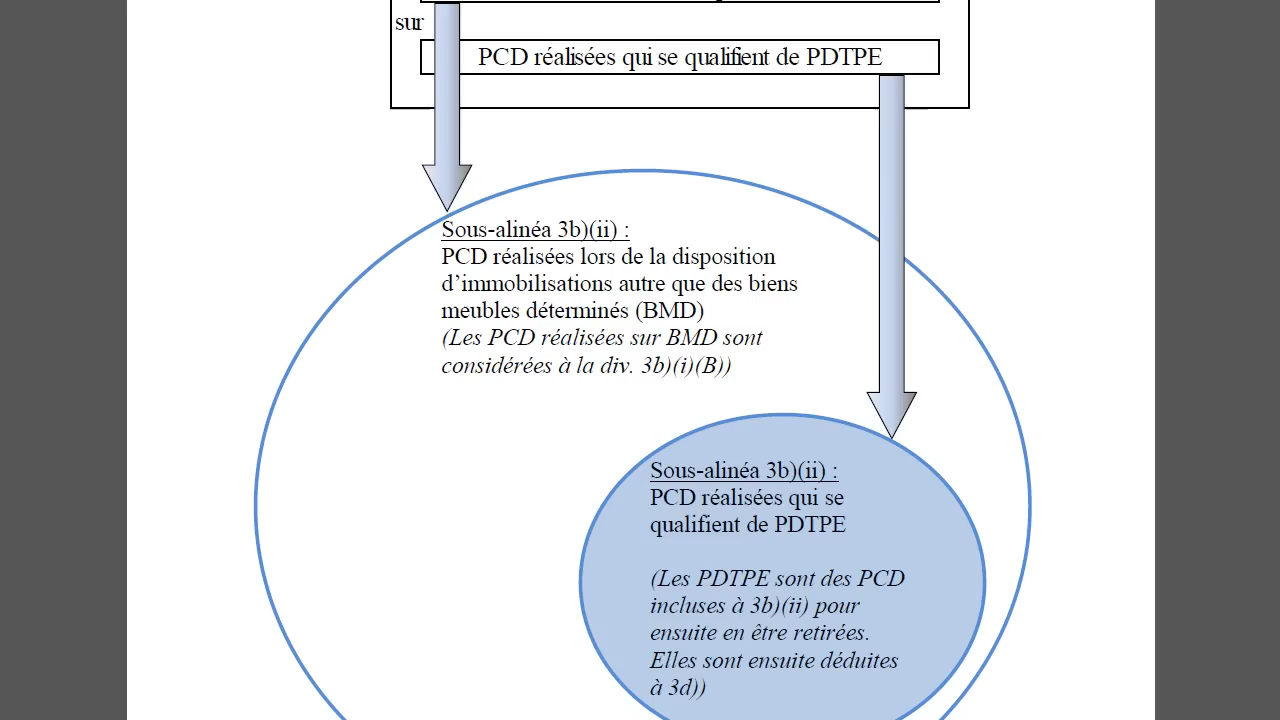 sur
PCD réalisées qui se qualifient de PDTPE
Sous-alinéa 3b)(ii) :
PCD réalisées lors de la disposition
d’immobilisations autre que des biens
meubles déterminés (BMD)
(Les PCD réalisées sur BMD sont
considérées à la div. 3b)(i)(B))
Sous-alinéa 3b)(ii) :
PCD réalisées qui se
qualifient de PDTPE
(Les PDTPE sont des PCD
incluses à 3b)(ii) pour
ensuite en être retirées.
Elles sont ensuite déduites
à 3d))